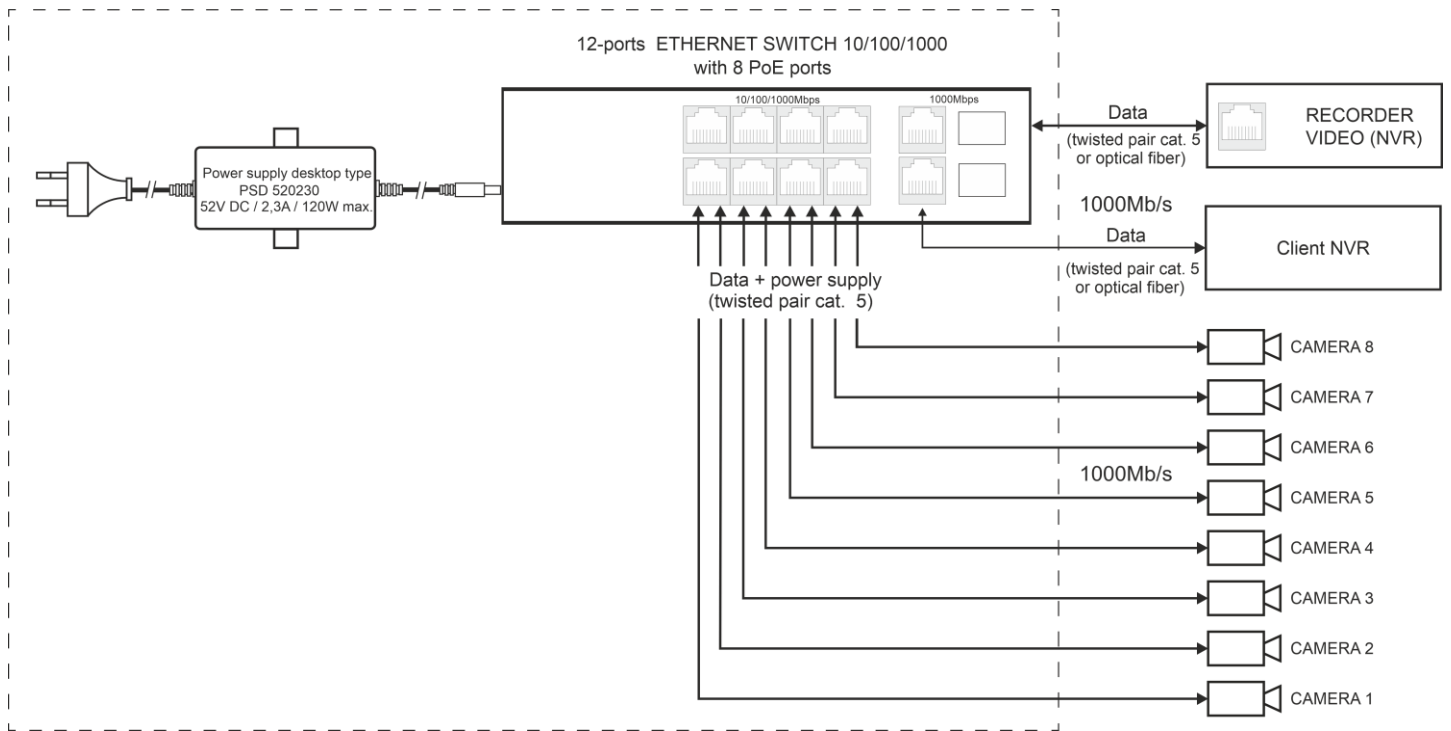 12-ports ETHERNET SWITCH 10/100/1000
with 8 PoE ports
10/100/1000Mbps
1000Mbps
Power supply desktop type
PSD 520230
52V DC / 2,3A / 120W max.
Data
(twisted pair cat. 5
or optical fiber)
RECORDER
VIDEO (NVR)
1000Mb/s
Data
(twisted pair cat. 5
or optical fiber)
Client NVR
Data + power supply
(twisted pair cat. 5)
CAMERA 8
CAMERA 7
CAMERA 6
1000Mb/s
CAMERA 5
CAMERA 4
CAMERA 3
CAMERA 2
CAMERA 1